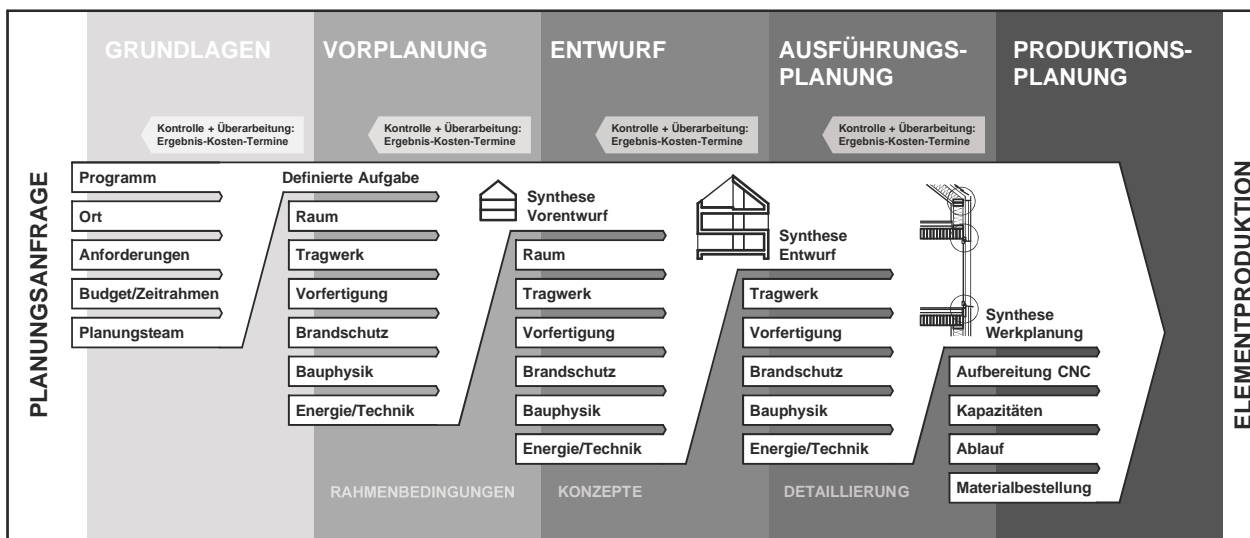 PLANUNGSANFRAGE
GRUNDLAGEN
Kontrolle + Überarbeitung:
Ergebnis-Kosten-Termine
Programm
Ort
Anforderungen
Budget/Zeitrahmen
Planungsteam
VORPLANUNG
Kontrolle + Überarbeitung:
Ergebnis-Kosten-Termine
Definierte Aufgabe
Raum
Tragwerk
Vorfertigung
Brandschutz
Bauphysik
Energie/Technik
RAHMENBEDINGUNGEN
ENTWURF
Kontrolle + Überarbeitung:
Ergebnis-Kosten-Termine
Synthese
Vorentwurf
Raum
Tragwerk
Vorfertigung
Brandschutz
Bauphysik
Energie/Technik
KONZEPTE
AUSFÜHRUNGS-
PLANUNG
Kontrolle + Überarbeitung:
Ergebnis-Kosten-Termine
Synthese
Entwurf
Tragwerk
Vorfertigung
Brandschutz
Bauphysik
Energie/Technik
DETAILLIERUNG
PRODUKTIONS-
PLANUNG
Synthese
Werkplanung
Aufbereitung CNC
Kapazitäten
Ablauf
Materialbestellung
ELEMENTPRODUKTION